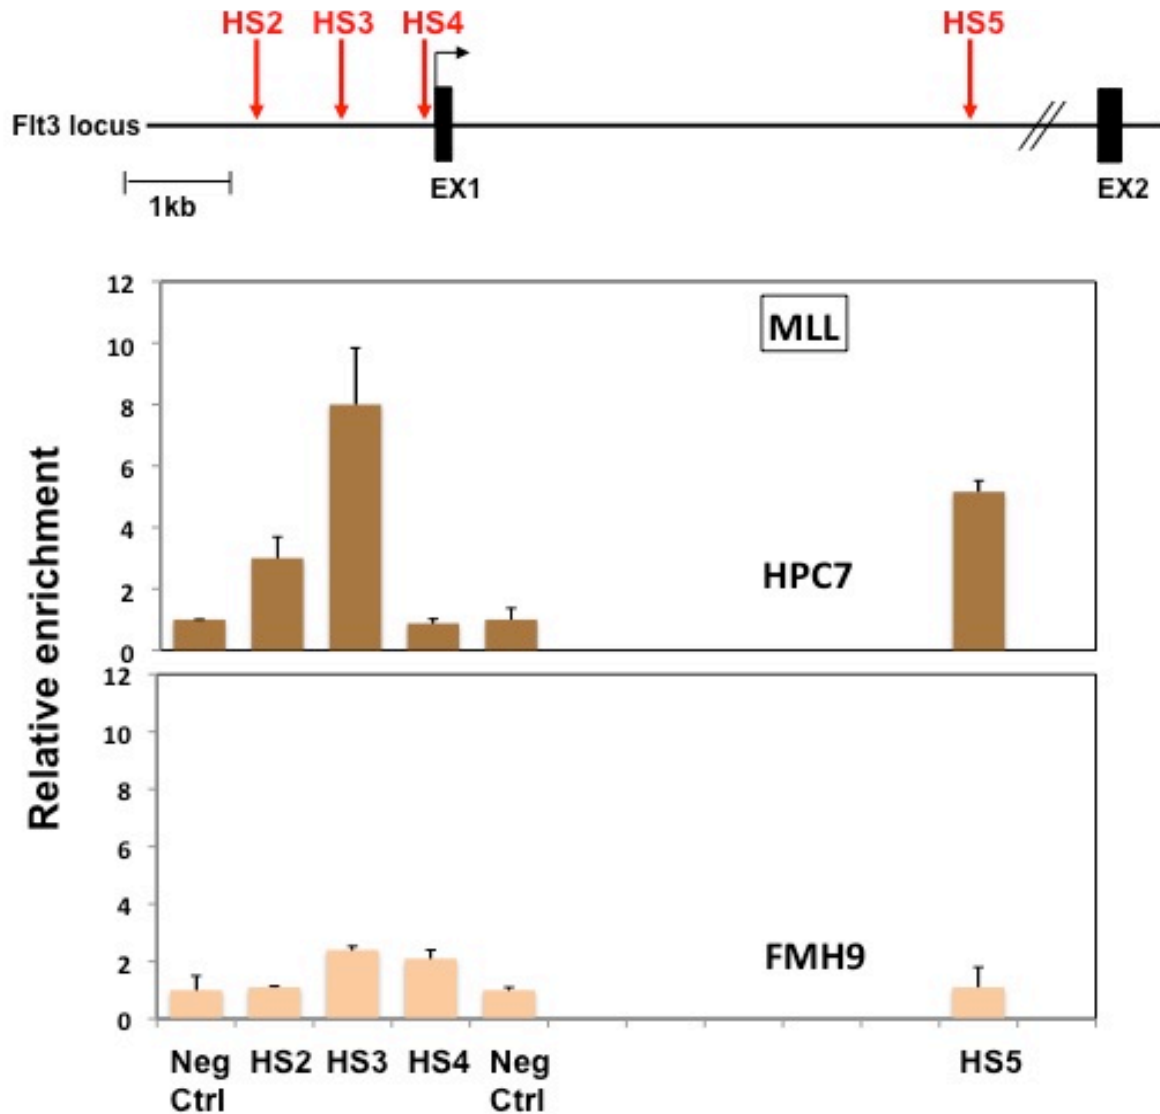 HS2 HS3 HS4 HS5
Flt3 locus
EX1 EX2
1kb
12
MLL
10
8
6
4
HPC7
2
0
Relative enrichment
12
10
8
6
4
FMH9
2
0
Neg HS2 HS3 HS4 Neg HS5
Ctrl Ctrl